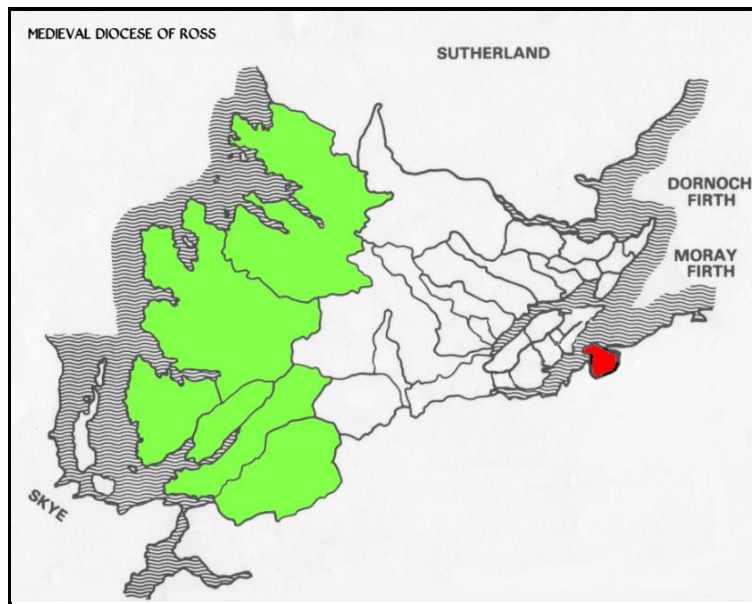 MEDIEVAL DIOCESE OF ROSS
SUTHERLAND
DORNOCH
FIRTH
MORAY
FIRTH
SKYE